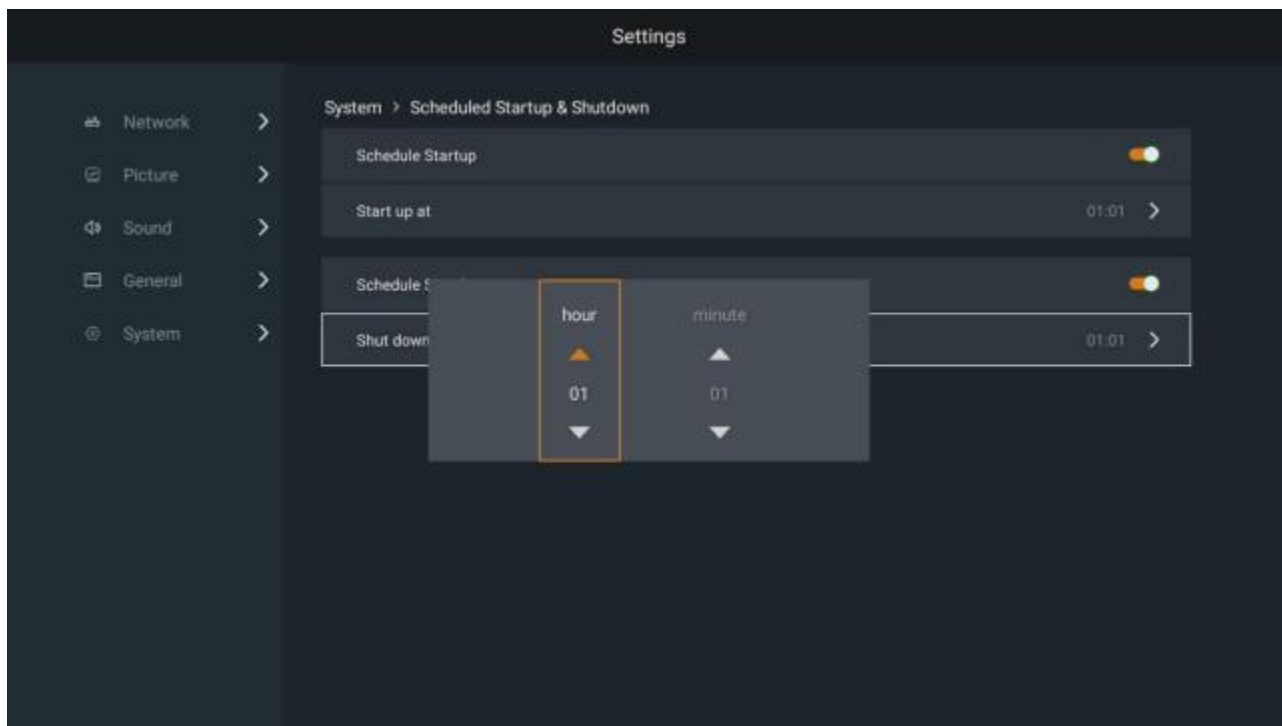 Settings
Network
Picture
Sound
General
System
System > Scheduled Startup & Shutdown
Schedule Startup
Start up at 01:01
Schedule
Shut down 01:01
hour minute
01 01